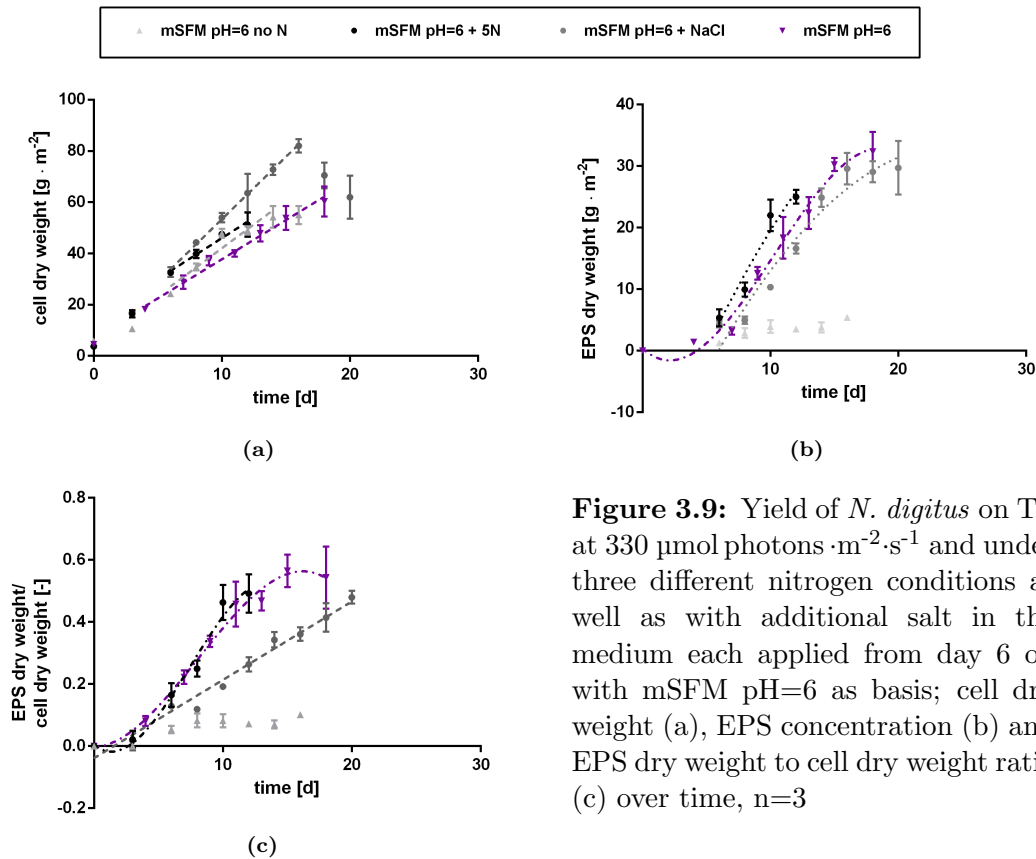 mSFM pH=6 no N mSFM pH=6 + 5N mSFM pH=6 + NaCl mSFM pH=6
100
80
60
40
20
0
0 10 20 30
cell dry weight [g · m-2]
time [d]
(a)
40
30
20
10
0
-10
10 20 30
EPS dry weight [g · m-2]
time [d]
(b)
0.8
0.6
0.4
0.2
0.0
-0.2
10 20 30
EPS dry weight/
cell dry weight [-]
time [d]
(c)
Figure 3.9: Yield of N. digitus on T
at 330 µmol photons ·m-2·s-1 and unde
three different nitrogen conditions a
well as with additional salt in th
medium each applied from day 6 o
with mSFM pH=6 as basis; cell dr
weight (a), EPS concentration (b) an
EPS dry weight to cell dry weight rati
(c) over time, n=3